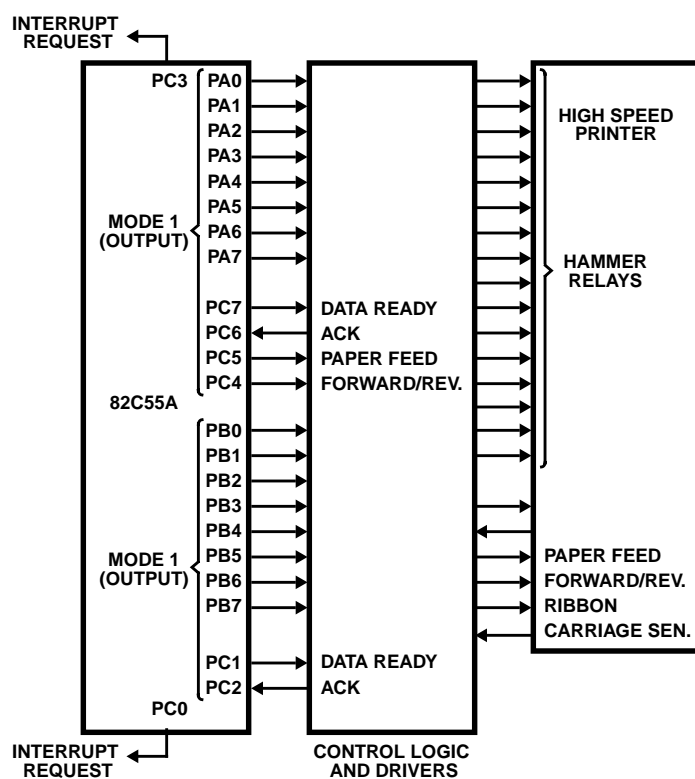 INTERRUPT
REQUEST
PC3
PA0
PA1
PA2
PA3
PA4
PA5
PA6
PA7
MODE 1
(OUTPUT)
PC7
PC6
PC5
PC4
82C55A
PB0
PB1
PB2
PB3
PB4
PB5
PB6
PB7
MODE 1
(OUTPUT)
PC1
PC2
PC0
INTERRUPT
REQUEST
DATA READY
ACK
PAPER FEED
FORWARD/REV.
DATA READY
ACK
CONTROL LOGIC
AND DRIVERS
HIGH SPEED
PRINTER
HAMMER
RELAYS
PAPER FEED
FORWARD/REV.
RIBBON
CARRIAGE SEN.